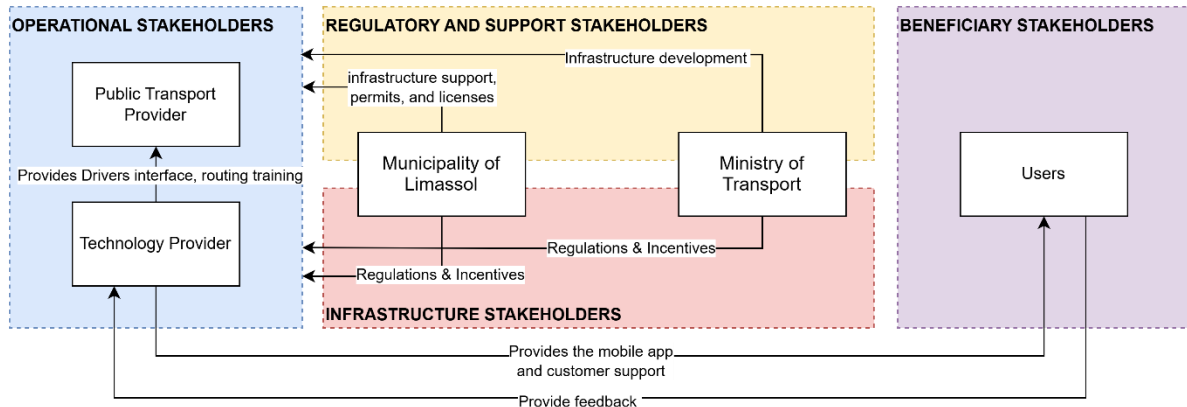 OPERATIONAL STAKEHOLDERS
REGULATORY AND SUPPORT STAKEHOLDERS
BENEFICIARY STAKEHOLDERS
Infrastructure development
infrastructure support,
permits, and licenses
Public Transport
Provider
Municipality of
Limassol
Ministry of
Transport
Users
Provides Drivers interface, routing training
Technology Provider
Regulations & Incentives
Regulations & Incentives
INFRASTRUCTURE STAKEHOLDERS
Provides the mobile app
and customer support
Provide feedback